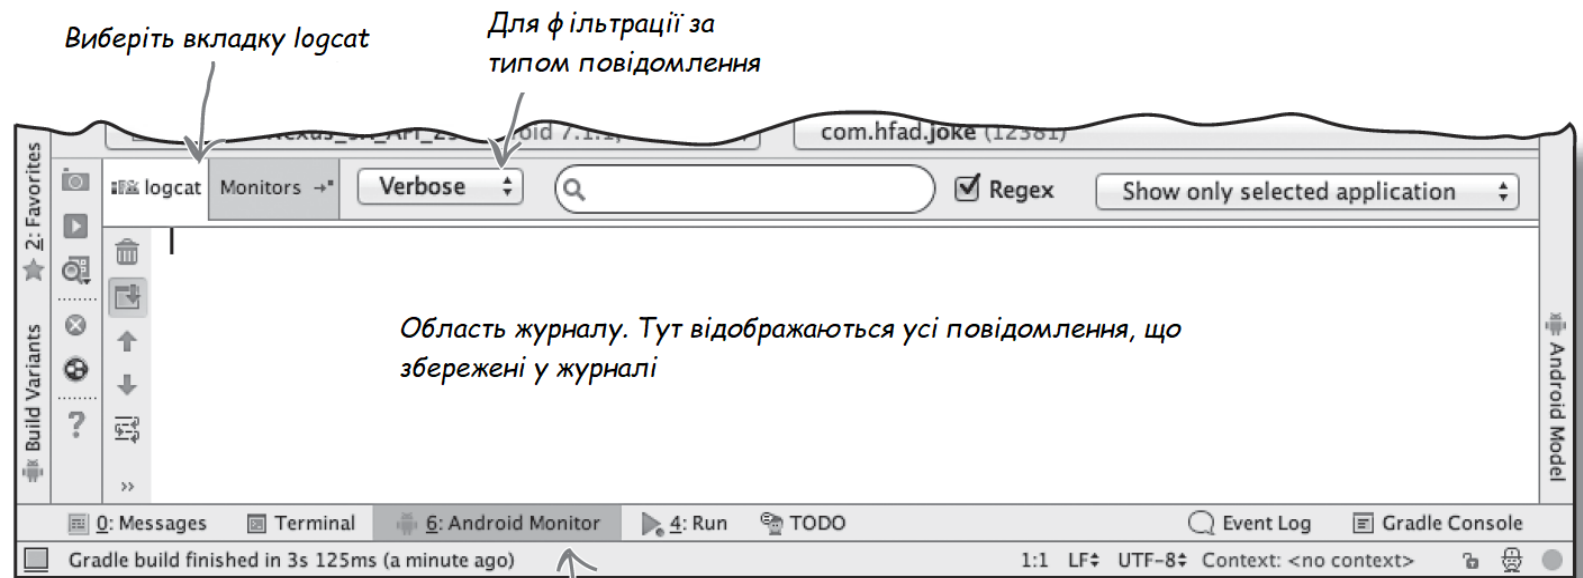 Виберіть вкладку logcat
Для фільтрації за
типом повідомлення
com.hfad.joke (12381)
2: Favorites
Build Variants
logcat
Monitors
Verbose
Regex
Show only selected application
Область журналу. Тут відображаються усі повідомлення, що
збережені у журналі
Android Model
0: Messages
Terminal
6: Android Monitor
4: Run
TODO
Event Log
Gradle Console
Gradle build finished in 3s 125ms (a minute ago)
1:1 LF UTF-8 Context: <no context>